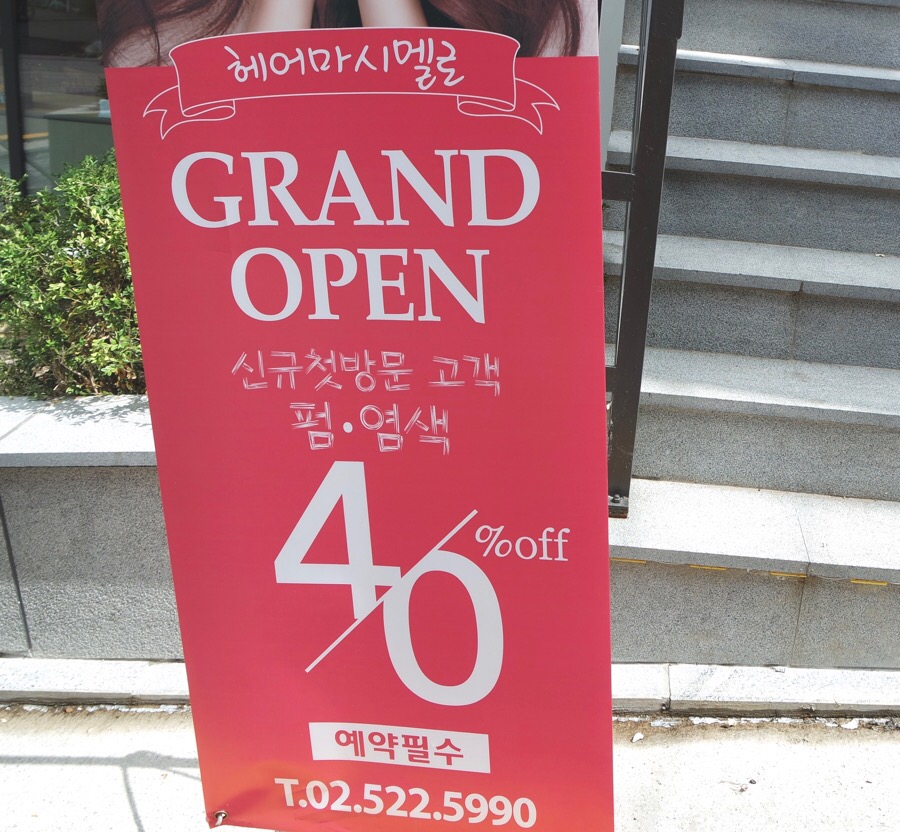 헤어마시멜로
GRAND
OPEN
신규첫방문 고객
펌·염색
40%off
예약필수
T.02.522.5990